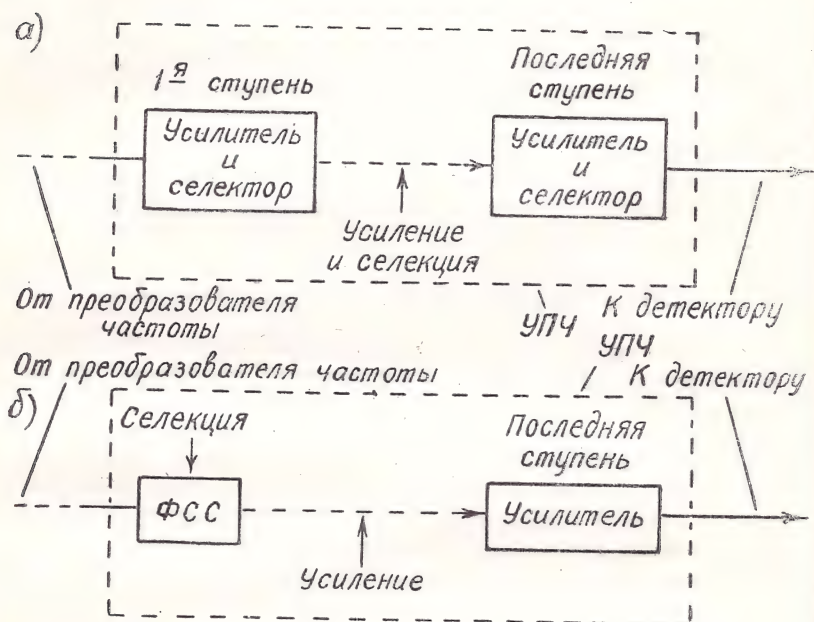 а)
1я ступень
Последняя
ступень
Усилитель
и
селектор
Усилитель
и
селектор
Усиление
и селекция
От преобразователя
частоты
УПЧ
К детектору
УПЧ
От преобразователя частоты
К детектору
б)
Селекция
Последняя
ступень
ФСС
Усилитель
Усиление